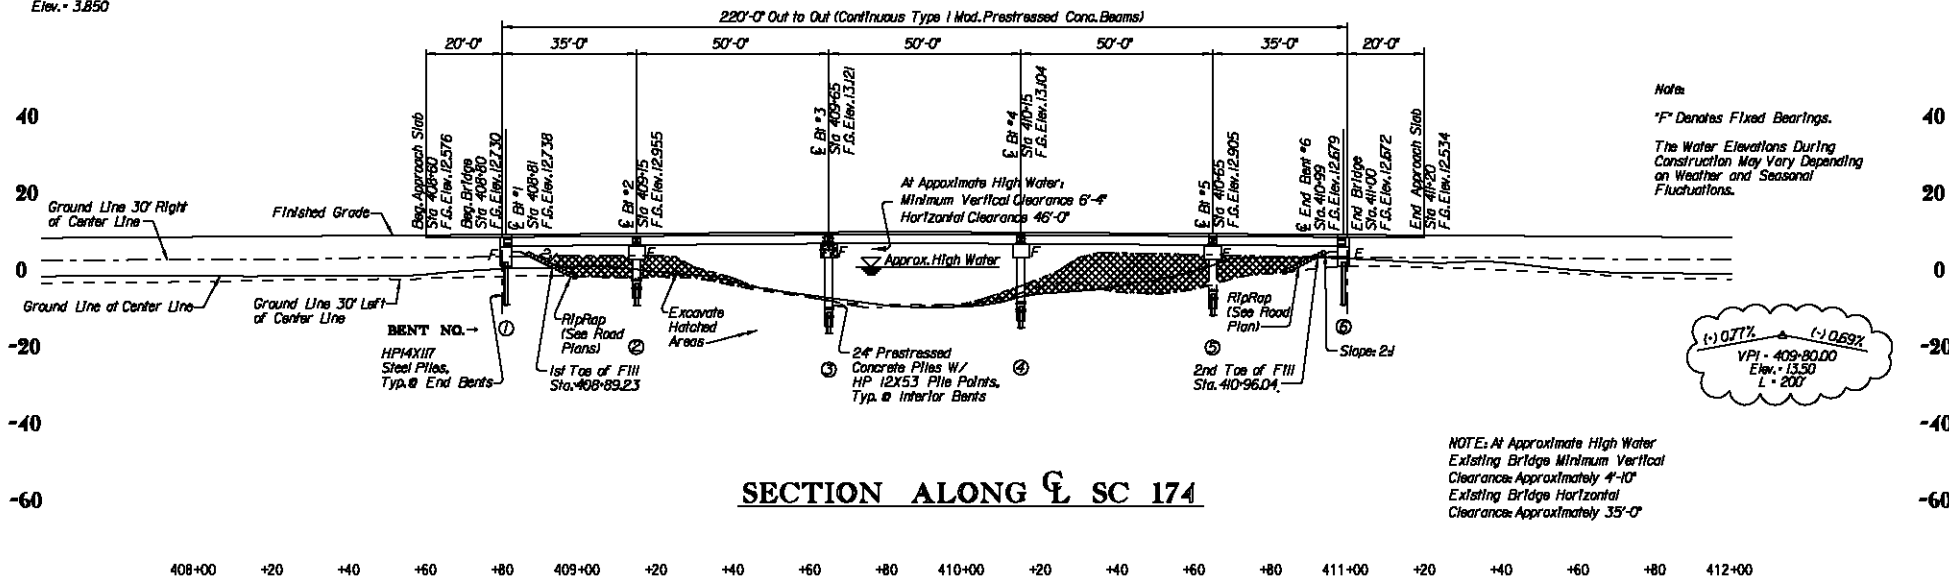 Elev.= 3.850
220'-0" Out to Out (Continuous Type I Mod. Prestressed Conc. Beams)
20'-0" 35'-0" 50'-0" 50'-0" 50'-0" 35'-0" 20'-0"
Beg. Approach Slab
Sta 408+60
F.G. Elev. 12.576
Beg. Bridge
Sta 408+80
F.G. Elev. 12.730
℄ Bt #1
Sta 408+81
F.G. Elev. 12.738
℄ Bt #2
Sta 409+15
F.G. Elev. 12.955
℄ Bt #3
Sta 409+65
F.G. Elev. 13.121
℄ Bt #4
Sta 410+15
F.G. Elev. 13.104
℄ Bt #5
Sta 410+65
F.G. Elev. 12.905
℄ End Bent #6
Sta. 410+99
F.G. Elev. 12.679
End Bridge
Sta. 411+00
F.G. Elev. 12.672
End Approach Slab
Sta 411+20
F.G. Elev. 12.534
Note:
"F" Denotes Fixed Bearings.
The Water Elevations During
Construction May Vary Depending
on Weather and Seasonal
Fluctuations.
40 40
20 20
0 0
-20 -20
-40 -40
-60 -60
Ground Line 30' Right
of Center Line
Finished Grade
At Appoximate High Water:
Minimum Vertical Clearance 6'-4"
Horizontal Clearance 46'-0"
Approx. High Water
F F F F F F
Ground Line at Center Line
Ground Line 30' Left
of Center Line
BENT NO.→
1 2 3 4 5 6
HP14X117
Steel Piles,
Typ. @ End Bents
RipRap
(See Road
Plans)
1st Toe of Fill
Sta. 408+89.23
Excavate
Hatched
Areas
24" Prestressed
Concrete Piles W/
HP 12X53 Pile Points,
Typ. @ Interior Bents
RipRap
(See Road
Plan)
2nd Toe of Fill
Sta. 410+96.04
Slope: 2:1
(+) 0.77% (-) 0.69%
VPI = 409+80.00
Elev. = 13.50
L = 200'
NOTE: At Approximate High Water
Existing Bridge Minimum Vertical
Clearance: Approximately 4'-10"
Existing Bridge Horizontal
Clearance: Approximately 35'-0"
SECTION ALONG ℄ SC 174
408+00 +20 +40 +60 +80 409+00 +20 +40 +60 +80 410+00 +20 +40 +60 +80 411+00 +20 +40 +60 +80 412+00